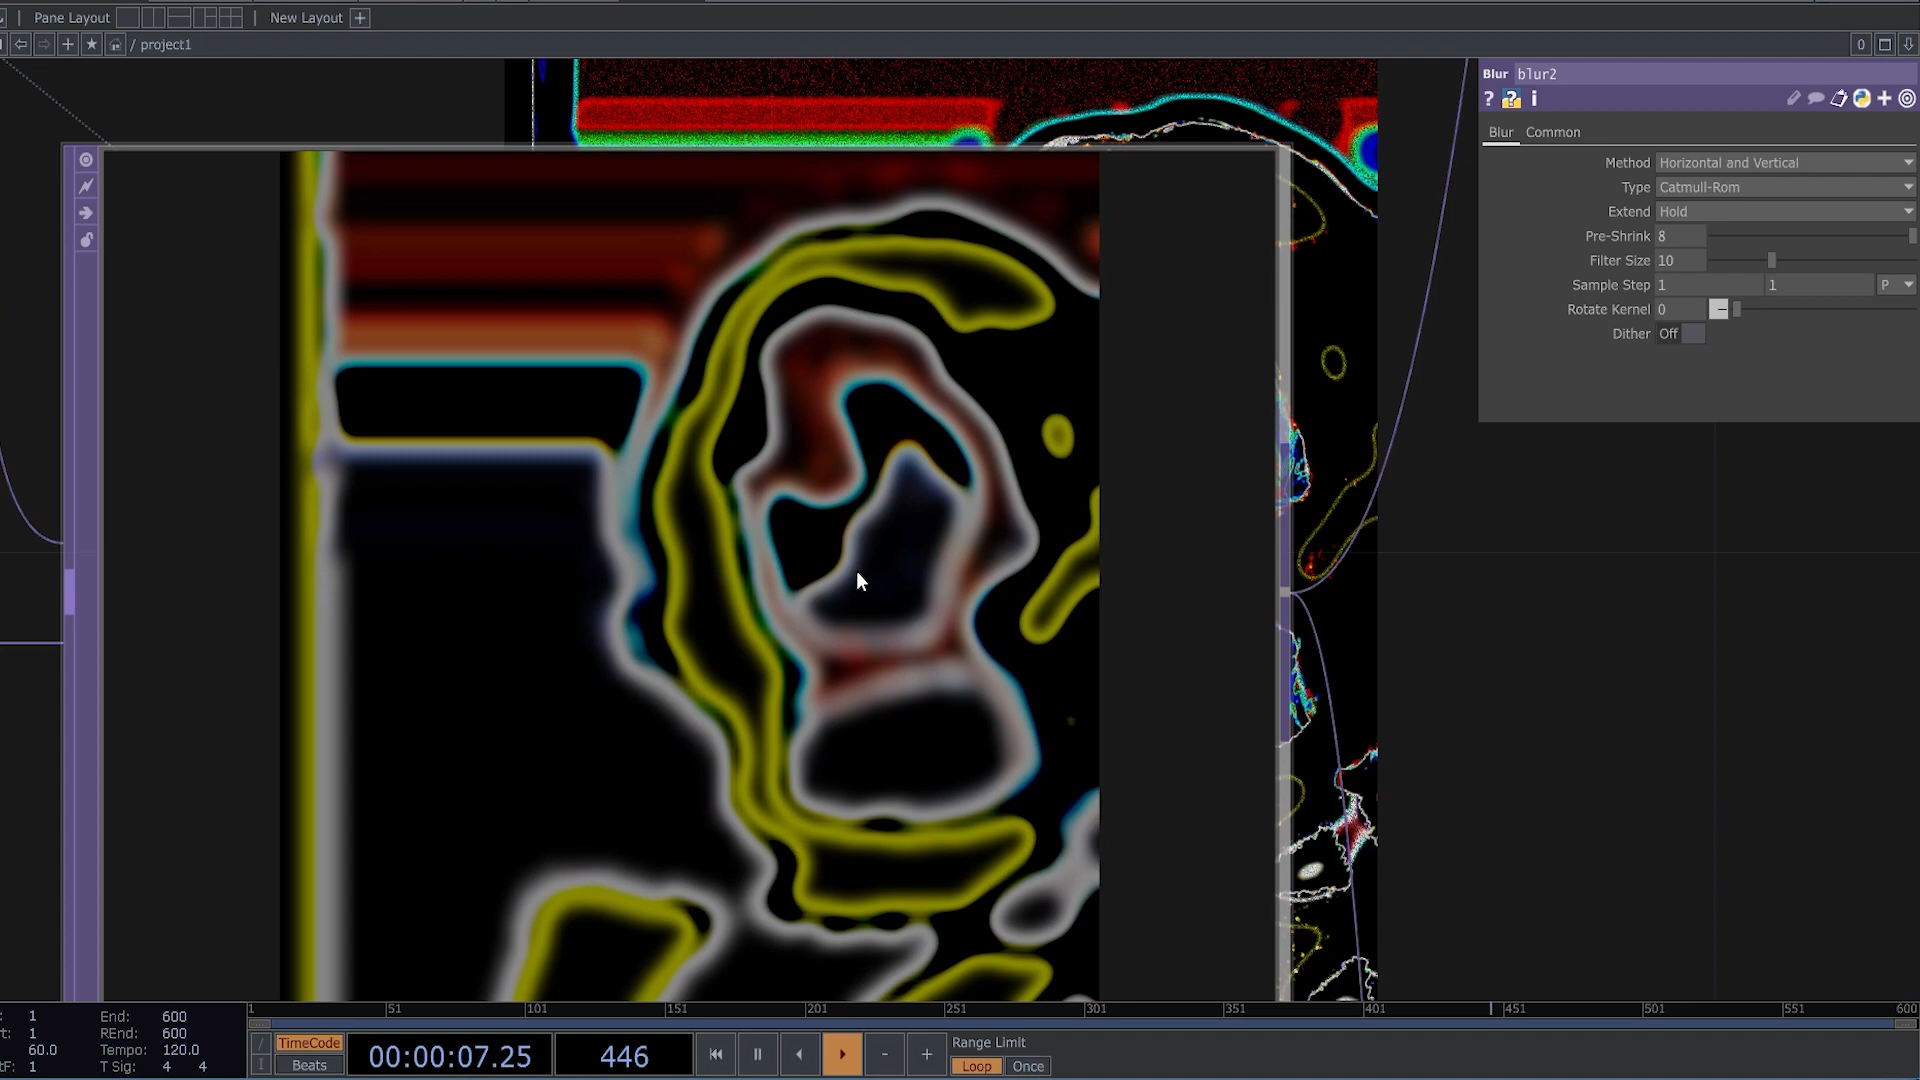 Pane Layout New Layout +
/ project1 0
Blur blur2
? ? i
Blur Common
Method Horizontal and Vertical
Type Catmull-Rom
Extend Hold
Pre-Shrink 8
Filter Size 10
Sample Step 1 1 P
Rotate Kernel 0
Dither Off
1 51 101 151 201 251 301 351 401 451 501 551 600
: 1 End: 600
t: 1 REnd: 600
60.0 Tempo: 120.0
tF: 1 T Sig: 4 4
TimeCode
Beats
00:00:07.25 446
- +
Range Limit
Loop Once